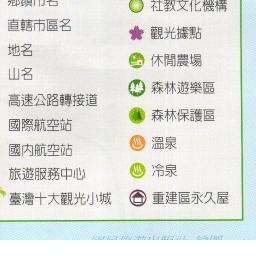 鄉鎮市名
直轄市區名
地名
山名
高速公路轉接道
國際航空站
國內航空站
旅遊服務中心
臺灣十大觀光小城
社教文化機構
觀光據點
休閒農場
森林遊樂區
森林保護區
溫泉
冷泉
重建區永久屋